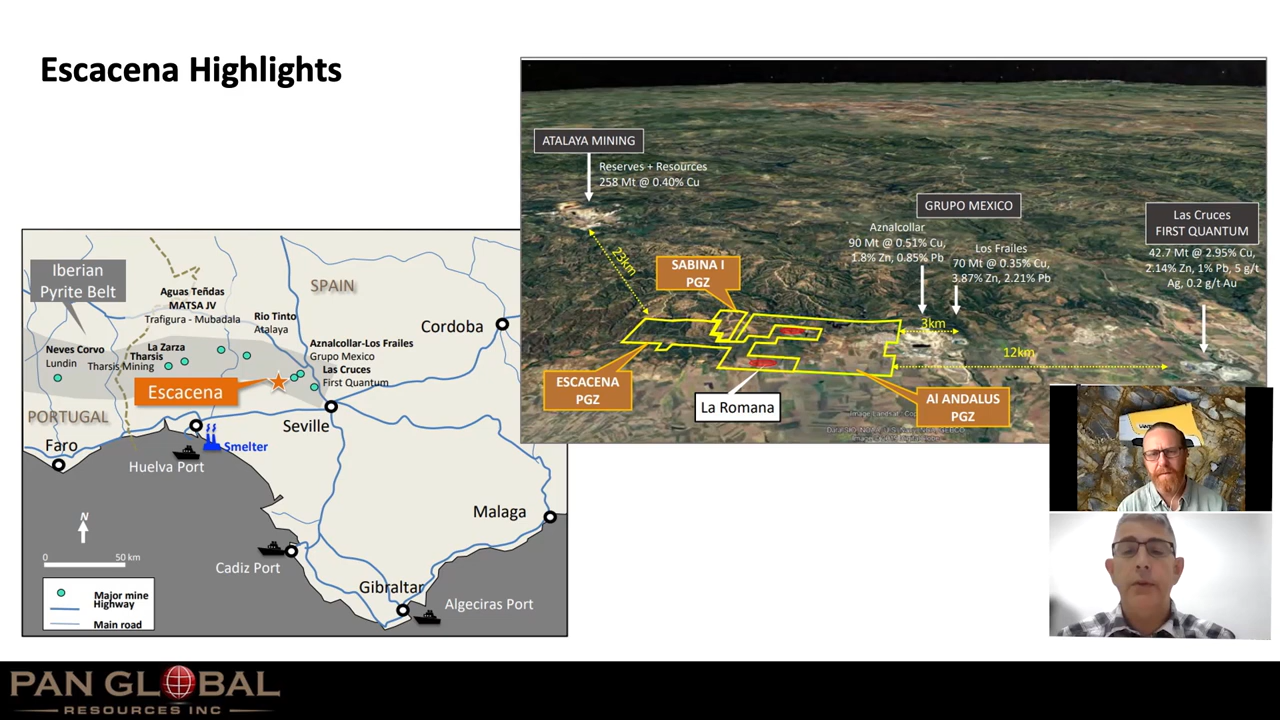 Escacena Highlights
Iberian
Pyrite Belt
SPAIN
Aguas Teñdas
MATSA JV
Trafigura - Mubadala
Rio Tinto
Atalaya
Cordoba
Neves Corvo
Lundin
La Zarza
Tharsis
Tharsis Mining
Aznalcollar-Los Frailes
Grupo Mexico
Las Cruces
First Quantum
Escacena
PORTUGAL
Faro
Seville
Smelter
Huelva Port
Malaga
N
0 50 km
Cadiz Port
Gibraltar
Algeciras Port
Major mine
Highway
Main road
ATALAYA MINING
Reserves + Resources
258 Mt @ 0.40% Cu
23km
SABINA I
PGZ
GRUPO MEXICO
Aznalcollar
90 Mt @ 0.51% Cu,
1.8% Zn, 0.85% Pb
Los Frailes
70 Mt @ 0.35% Cu,
3.87% Zn, 2.21% Pb
Las Cruces
FIRST QUANTUM
42.7 Mt @ 2.95% Cu,
2.14% Zn, 1% Pb, 5 g/t
Ag, 0.2 g/t Au
3km
12km
ESCACENA
PGZ
La Romana
Al ANDALUS
PGZ
PAN GLOBAL
RESOURCES INC